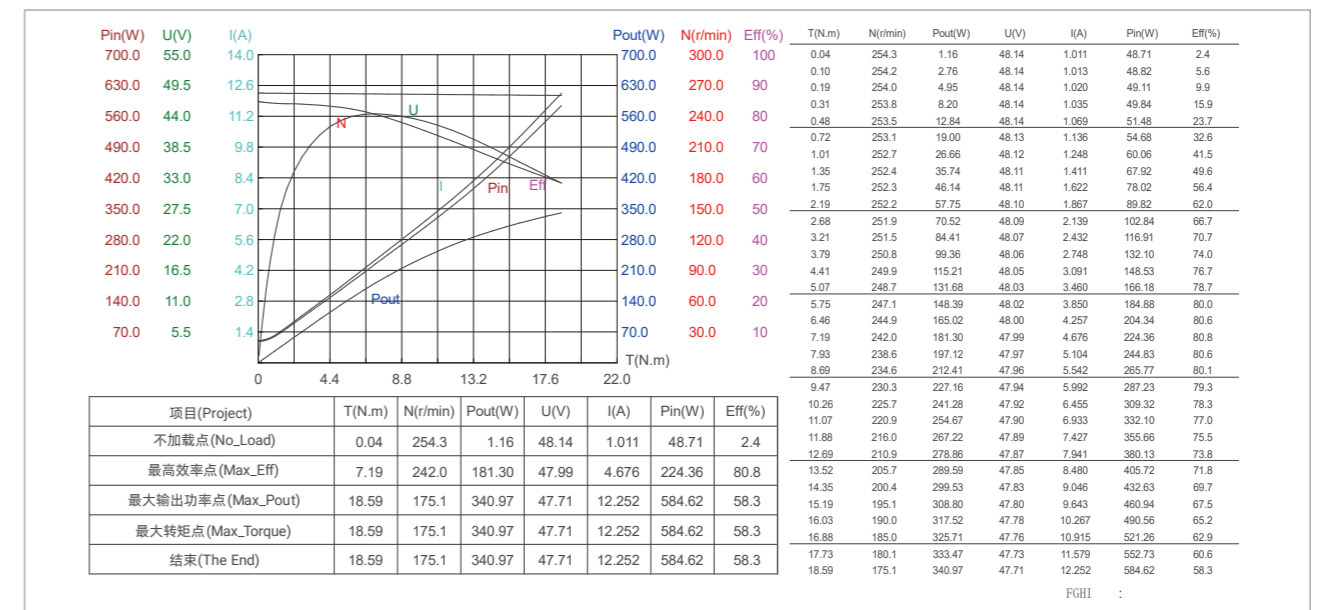 Pin(W) U(V) I(A) Pout(W) N(r/min) Eff(%)
700.0 55.0 14.0 700.0 300.0 100
630.0 49.5 12.6 630.0 270.0 90
560.0 44.0 11.2 560.0 240.0 80
490.0 38.5 9.8 490.0 210.0 70
420.0 33.0 8.4 420.0 180.0 60
350.0 27.5 7.0 350.0 150.0 50
280.0 22.0 5.6 280.0 120.0 40
210.0 16.5 4.2 210.0 90.0 30
140.0 11.0 2.8 140.0 60.0 20
70.0 5.5 1.4 70.0 30.0 10
N
U
I
Pin
Eff
Pout
T(N.m)
0 4.4 8.8 13.2 17.6 22.0
项目(Project) T(N.m) N(r/min) Pout(W) U(V) I(A) Pin(W) Eff(%)
不加载点(No_Load) 0.04 254.3 1.16 48.14 1.011 48.71 2.4
最高效率点(Max_Eff) 7.19 242.0 181.30 47.99 4.676 224.36 80.8
最大输出功率点(Max_Pout) 18.59 175.1 340.97 47.71 12.252 584.62 58.3
最大转矩点(Max_Torque) 18.59 175.1 340.97 47.71 12.252 584.62 58.3
结束(The End) 18.59 175.1 340.97 47.71 12.252 584.62 58.3
T(N.m) N(r/min) Pout(W) U(V) I(A) Pin(W) Eff(%)
0.04 254.3 1.16 48.14 1.011 48.71 2.4
0.10 254.2 2.76 48.14 1.013 48.82 5.6
0.19 254.0 4.95 48.14 1.020 49.11 9.9
0.31 253.8 8.20 48.14 1.035 49.84 15.9
0.48 253.5 12.84 48.14 1.069 51.48 23.7
0.72 253.1 19.00 48.13 1.136 54.68 32.6
1.01 252.7 26.66 48.12 1.248 60.06 41.5
1.35 252.4 35.74 48.11 1.411 67.92 49.6
1.75 252.3 46.14 48.11 1.622 78.02 56.4
2.19 252.2 57.75 48.10 1.867 89.82 62.0
2.68 251.9 70.52 48.09 2.139 102.84 66.7
3.21 251.5 84.41 48.07 2.432 116.91 70.7
3.79 250.8 99.36 48.06 2.748 132.10 74.0
4.41 249.9 115.21 48.05 3.091 148.53 76.7
5.07 248.7 131.68 48.03 3.460 166.18 78.7
5.75 247.1 148.39 48.02 3.850 184.88 80.0
6.46 244.9 165.02 48.00 4.257 204.34 80.6
7.19 242.0 181.30 47.99 4.676 224.36 80.8
7.93 238.6 197.12 47.97 5.104 244.83 80.6
8.69 234.6 212.41 47.96 5.542 265.77 80.1
9.47 230.3 227.16 47.94 5.992 287.23 79.3
10.26 225.7 241.28 47.92 6.455 309.32 78.3
11.07 220.9 254.67 47.90 6.933 332.10 77.0
11.88 216.0 267.22 47.89 7.427 355.66 75.5
12.69 210.9 278.86 47.87 7.941 380.13 73.8
13.52 205.7 289.59 47.85 8.480 405.72 71.8
14.35 200.4 299.53 47.83 9.046 432.63 69.7
15.19 195.1 308.80 47.80 9.643 460.94 67.5
16.03 190.0 317.52 47.78 10.267 490.56 65.2
16.88 185.0 325.71 47.76 10.915 521.26 62.9
17.73 180.1 333.47 47.73 11.579 552.73 60.6
18.59 175.1 340.97 47.71 12.252 584.62 58.3
FGHI :